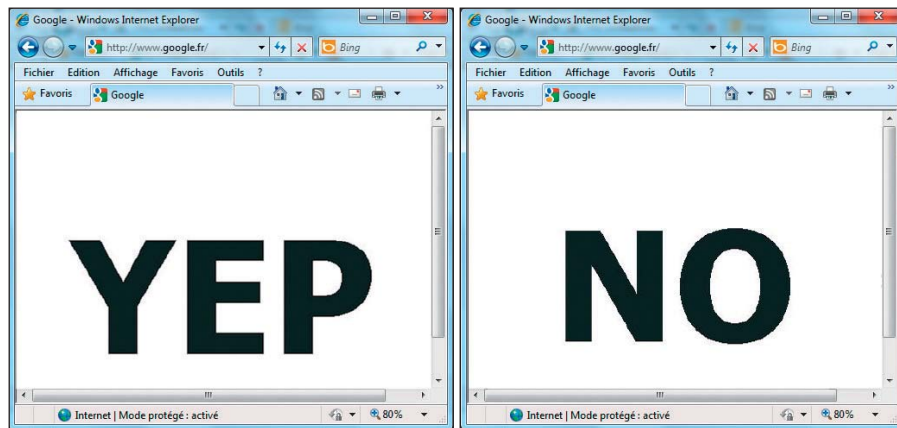 Google - Windows Internet Explorer
http://www.google.fr/
Bing
Fichier Edition Affichage Favoris Outils ?
Favoris
Google
YEP
Internet | Mode protégé : activé
80%
Google - Windows Internet Explorer
http://www.google.fr/
Bing
Fichier Edition Affichage Favoris Outils ?
Favoris
Google
NO
Internet | Mode protégé : activé
80%